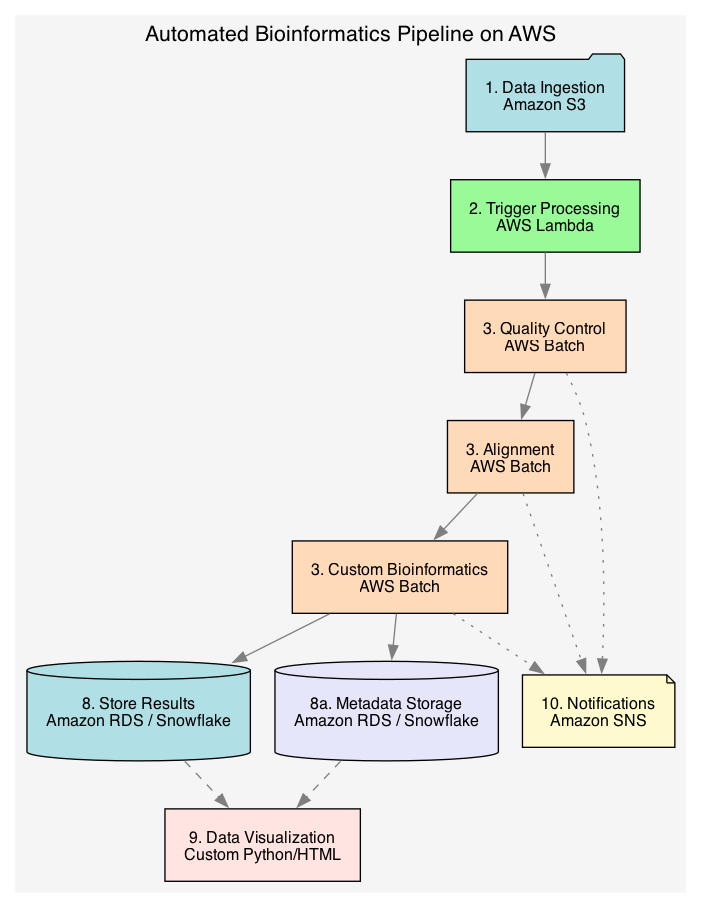 Automated Bioinformatics Pipeline on AWS
1. Data Ingestion
Amazon S3
2. Trigger Processing
AWS Lambda
3. Quality Control
AWS Batch
3. Alignment
AWS Batch
3. Custom Bioinformatics
AWS Batch
8. Store Results
Amazon RDS / Snowflake
8a. Metadata Storage
Amazon RDS / Snowflake
10. Notifications
Amazon SNS
9. Data Visualization
Custom Python/HTML